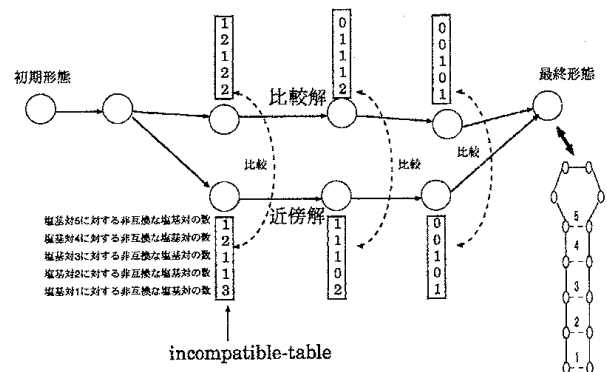 1
2
1
2
2
0
1
1
1
2
0
0
1
0
1
初期形態
最終形態
比較解
比較
比較
比較
近傍解
塩基対5に対する非互換な塩基対の数
塩基対4に対する非互換な塩基対の数
塩基対3に対する非互換な塩基対の数
塩基対2に対する非互換な塩基対の数
塩基対1に対する非互換な塩基対の数
1
2
1
1
3
1
1
1
0
2
0
0
1
0
1
incompatible-table
5
4
3
2
1